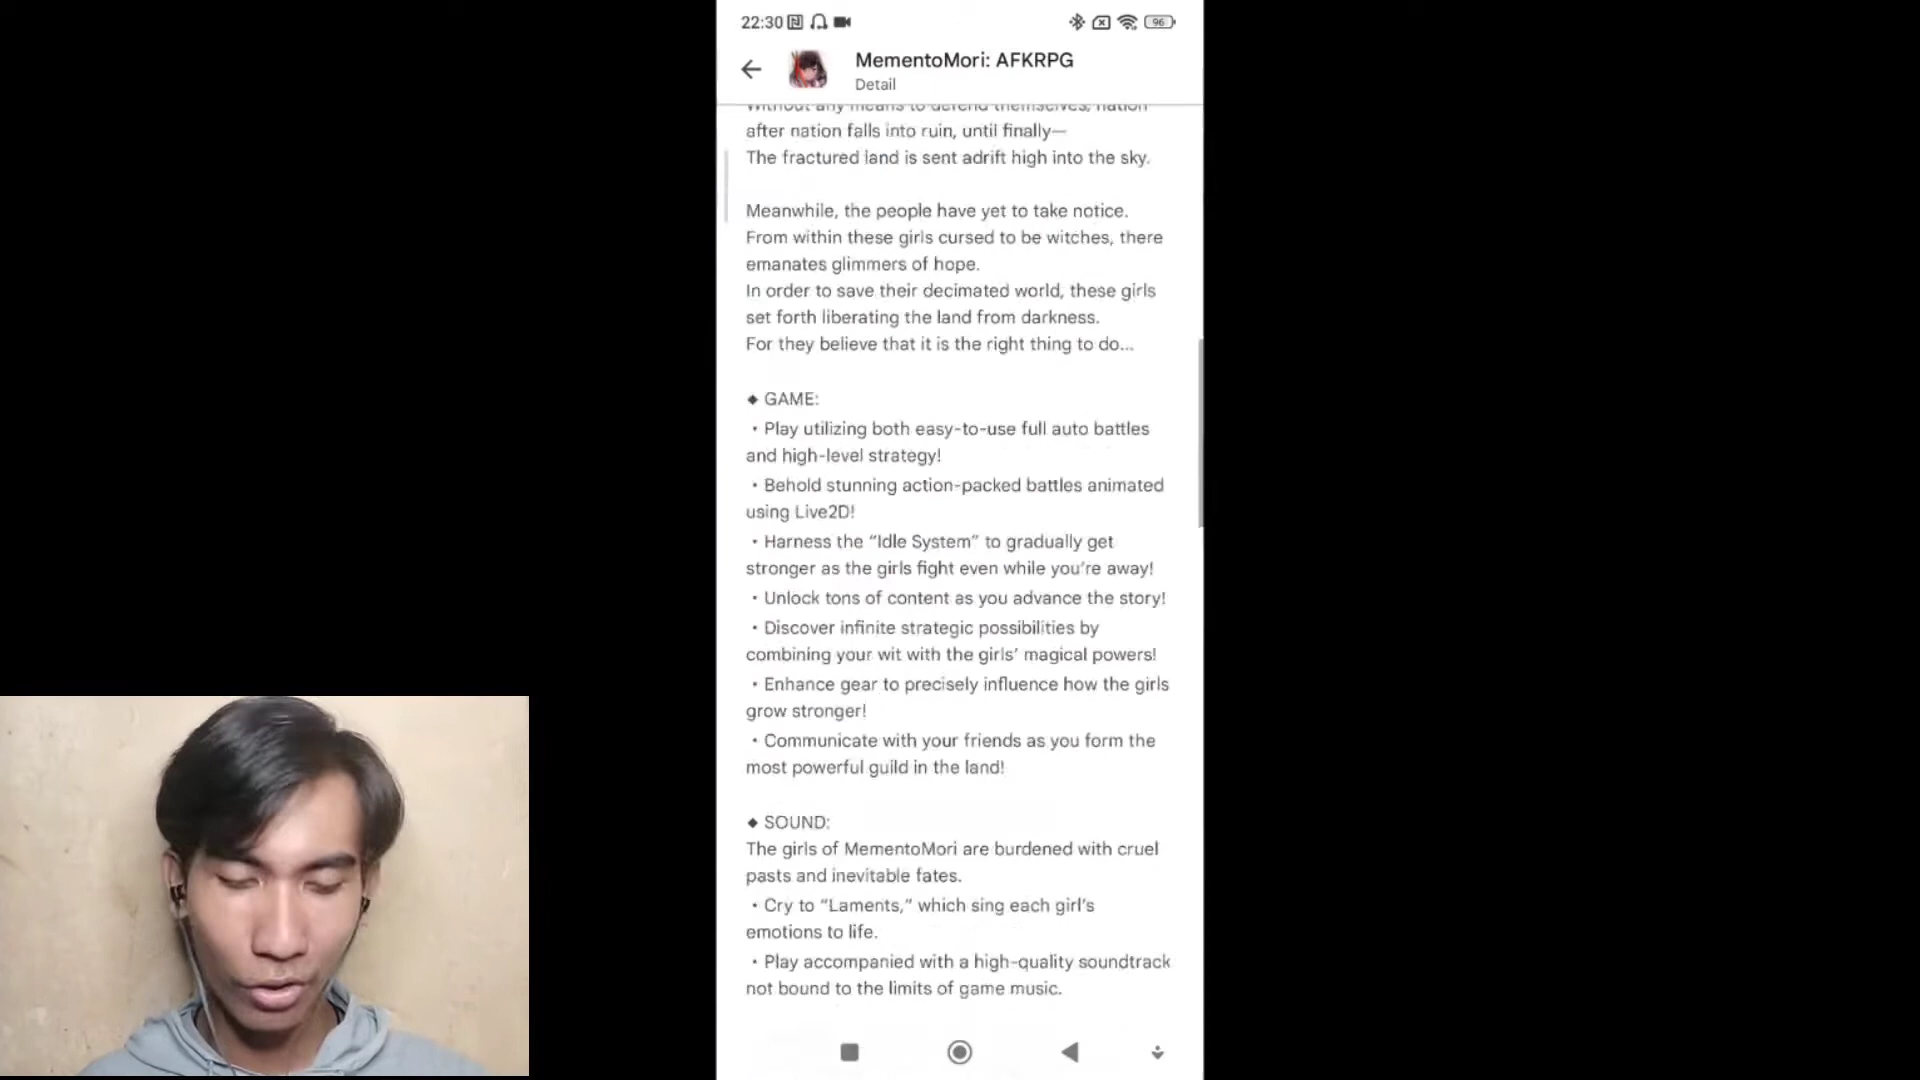 22:30
96
MementoMori: AFKRPG
Detail
Without any means to defend themselves, nation
after nation falls into ruin, until finally—
The fractured land is sent adrift high into the sky.
Meanwhile, the people have yet to take notice.
From within these girls cursed to be witches, there
emanates glimmers of hope.
In order to save their decimated world, these girls
set forth liberating the land from darkness.
For they believe that it is the right thing to do...
◆ GAME:
・Play utilizing both easy-to-use full auto battles
and high-level strategy!
・Behold stunning action-packed battles animated
using Live2D!
・Harness the “Idle System” to gradually get
stronger as the girls fight even while you’re away!
・Unlock tons of content as you advance the story!
・Discover infinite strategic possibilities by
combining your wit with the girls’ magical powers!
・Enhance gear to precisely influence how the girls
grow stronger!
・Communicate with your friends as you form the
most powerful guild in the land!
◆ SOUND:
The girls of MementoMori are burdened with cruel
pasts and inevitable fates.
・Cry to “Laments,” which sing each girl’s
emotions to life.
・Play accompanied with a high-quality soundtrack
not bound to the limits of game music.